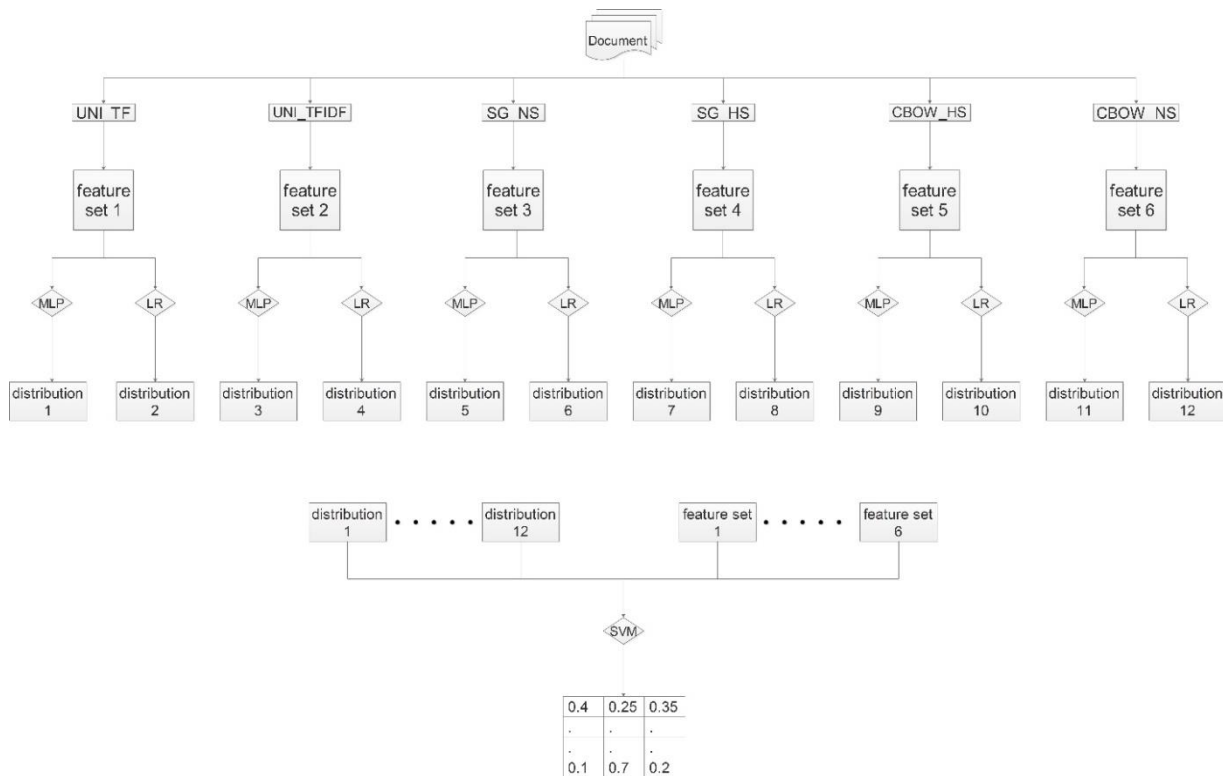 Document
UNI_TF
UNI_TFIDF
SG_NS
SG_HS
CBOW_HS
CBOW_NS
feature
set 1
feature
set 2
feature
set 3
feature
set 4
feature
set 5
feature
set 6
MLP
LR
MLP
LR
MLP
LR
MLP
LR
MLP
LR
MLP
LR
distribution
1
distribution
2
distribution
3
distribution
4
distribution
5
distribution
6
distribution
7
distribution
8
distribution
9
distribution
10
distribution
11
distribution
12
distribution
1
. . . . .
distribution
12
feature set
1
. . . . .
feature set
6
SVM
0.4 0.25 0.35
. . .
. . .
0.1 0.7 0.2